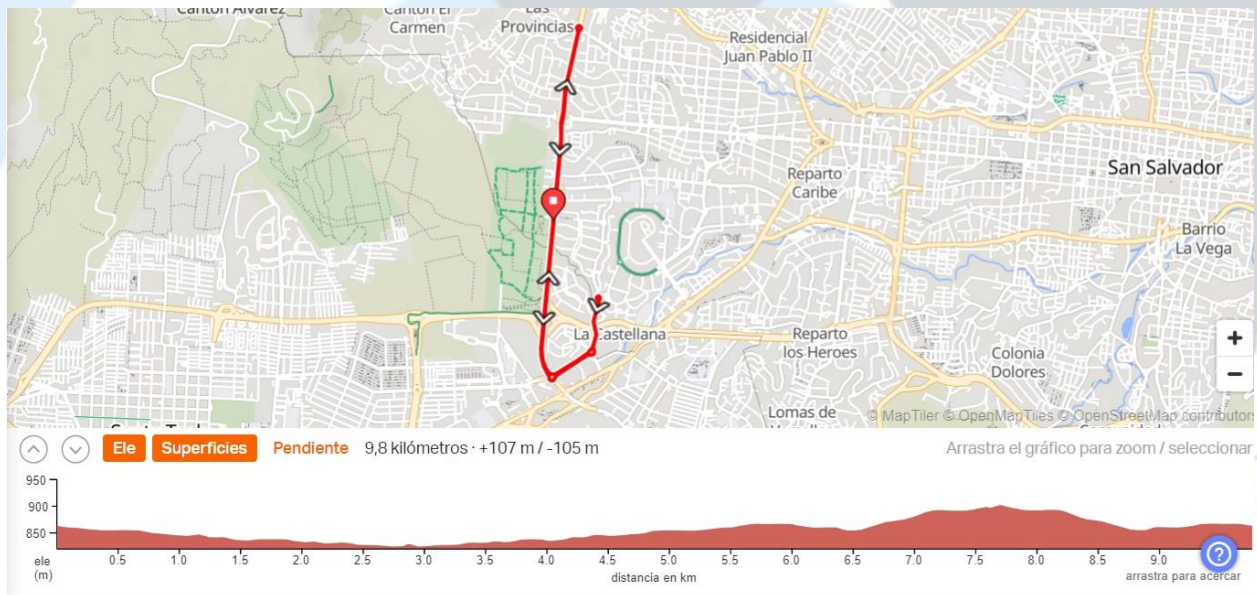 Cantón Álvarez
Cantón El
Carmen
Las
Provincias
Residencial
Juan Pablo II
San Salvador
Reparto
Caribe
Barrio
La Vega
La Castellana
Reparto
los Heroes
Colonia
Dolores
+
−
Lomas de
© MapTiler © OpenMapTiles © OpenStreetMap contributors
Ele
Superficies
Pendiente
9,8 kilómetros · +107 m / -105 m
Arrastra el gráfico para zoom / seleccionar
950
900
850
ele
(m)
0.5 1.0 1.5 2.0 2.5 3.0 3.5 4.0 4.5 5.0 5.5 6.0 6.5 7.0 7.5 8.0 8.5 9.0
distancia en km
?
arrastra para acercar